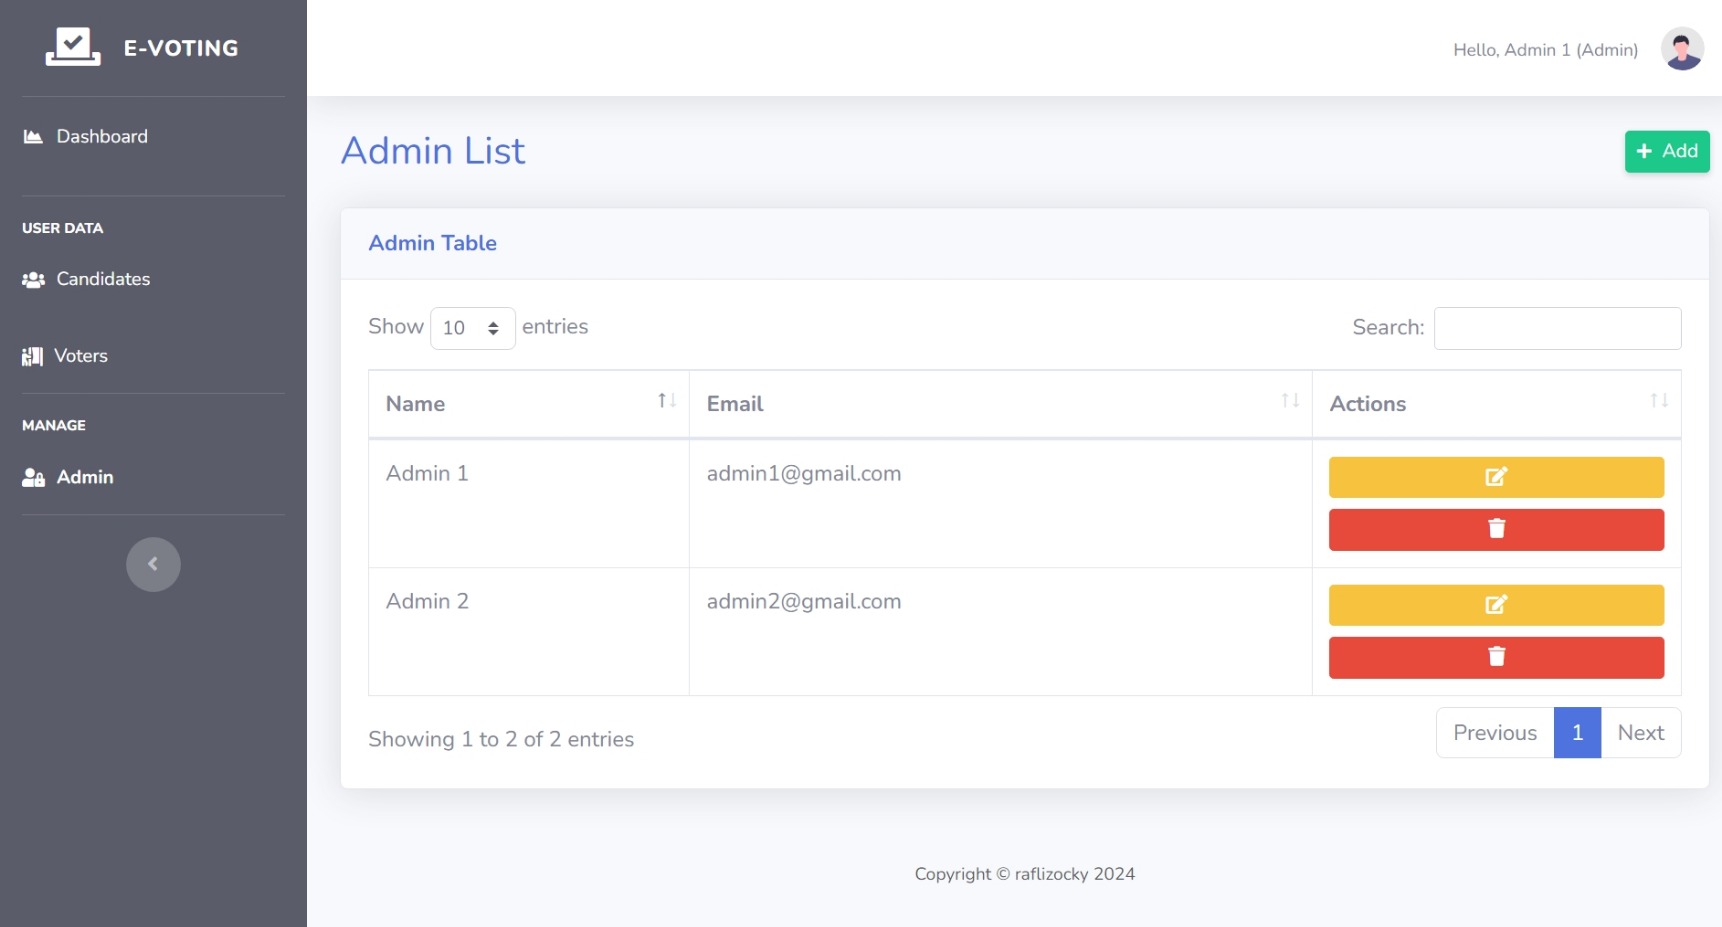 E-VOTING
Hello, Admin 1 (Admin)
Dashboard
USER DATA
Candidates
Voters
MANAGE
Admin
Admin List
Add
Admin Table
Show 10 entries
Search:
Name Email Actions
Admin 1 admin1@gmail.com
Admin 2 admin2@gmail.com
Showing 1 to 2 of 2 entries
Previous 1 Next
Copyright © raflizocky 2024